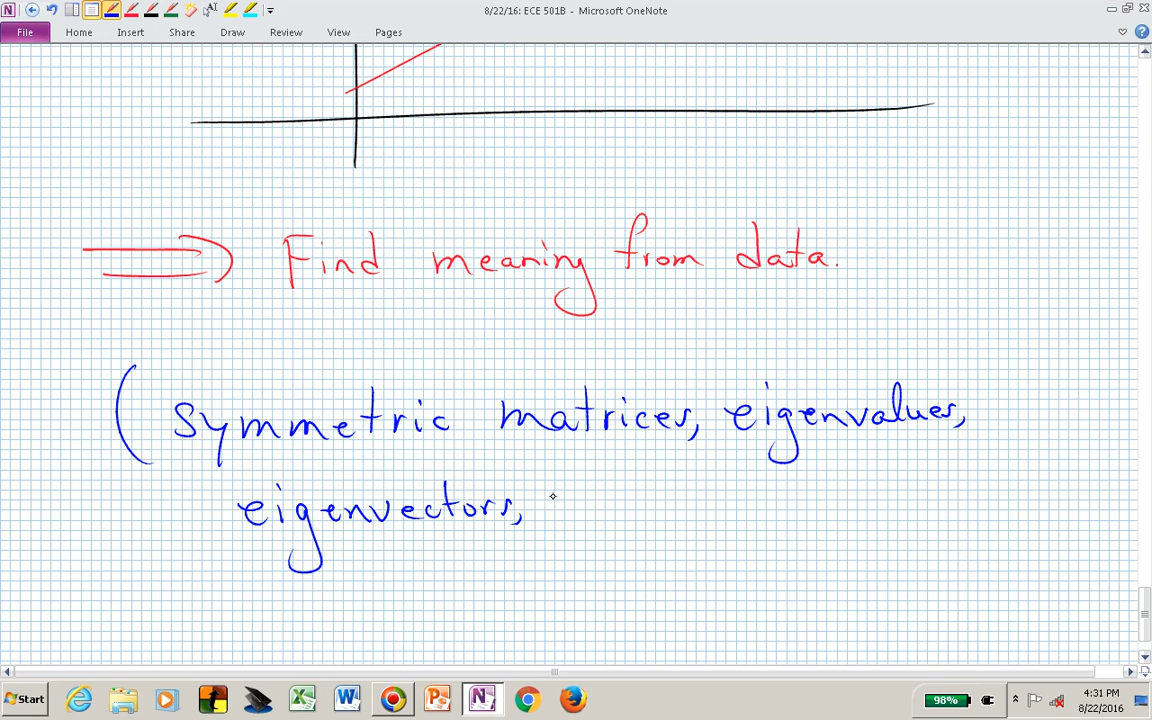 8/22/16: ECE 501B - Microsoft OneNote
File Home Insert Share Draw Review View Pages
Find meaning from data.
( symmetric matrices, eigenvalues,
eigenvectors,
Start
98%
4:31 PM
8/22/2016